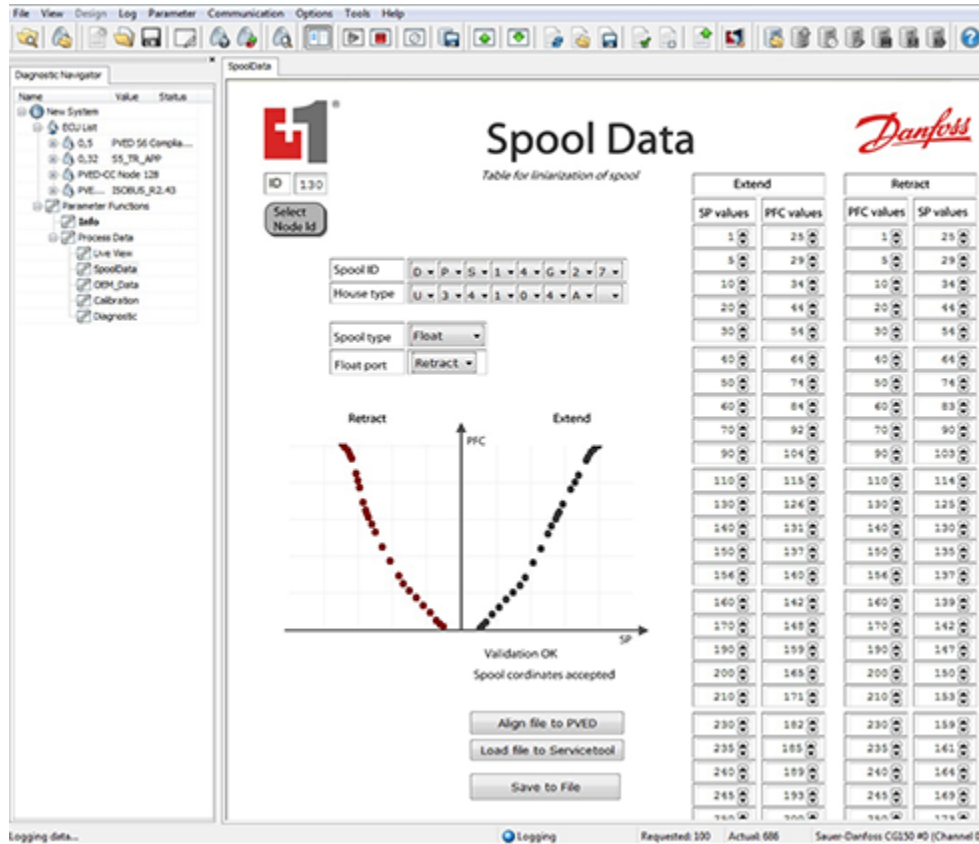 File View Design Log Parameter Communication Options Tools Help
Diagnostic Navigator
Name Value Status
New System
ECU List
0,5 PVED S6 Complia...
0,32 S5_TR_APP
PVED-CC Node 128
PVE... ISOBUS_R2.43
Parameter Functions
Info
Process Data
Live View
SpoolData
OEM_Data
Calibration
Diagnostic
SpoolData
+1 ®
Spool Data
Danfoss
Table for liniarization of spool
ID 130
Select
Node Id
Spool ID D P S 1 4 G 2 7
House type U 3 4 1 0 4 A
Spool type Float
Float port Retract
Retract Extend
PFC
SP
Validation OK
Spool cordinates accepted
Align file to PVED
Load file to Servicetool
Save to File
Extend Retract
SP values PFC values PFC values SP values
1 25 1 25
5 29 5 29
10 34 10 34
20 44 20 44
30 54 30 54
40 64 40 64
50 74 50 74
60 84 60 83
70 92 70 90
90 104 90 103
110 115 110 114
130 126 130 125
140 131 140 130
150 137 150 135
156 140 156 137
160 142 160 139
170 148 170 142
190 159 190 147
200 165 200 150
210 171 210 153
230 182 230 159
235 185 235 161
240 189 240 164
245 193 245 169
Logging data... Logging Requested: 100 Actual: 686 Sauer-Danfoss CG150 #0 (Channel 0